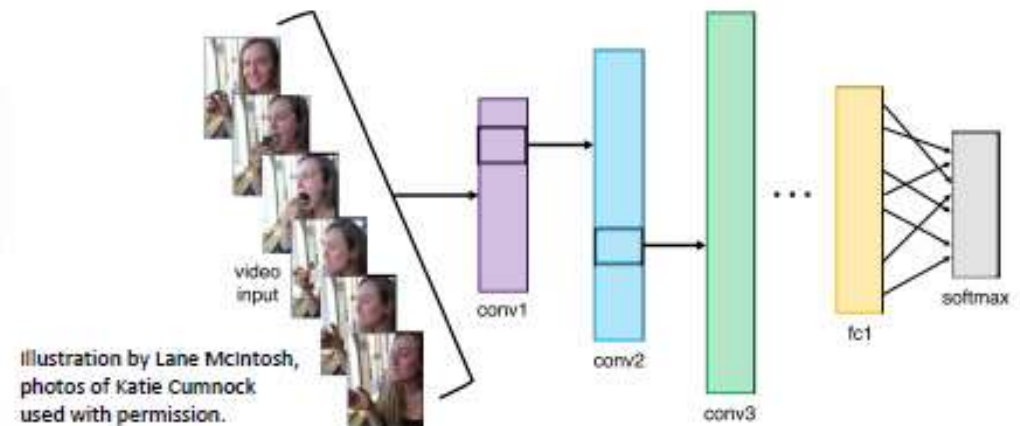 video
input
conv1
conv2
conv3
. . .
fc1
softmax
Illustration by Lane McIntosh,
photos of Katie Cumnock
used with permission.